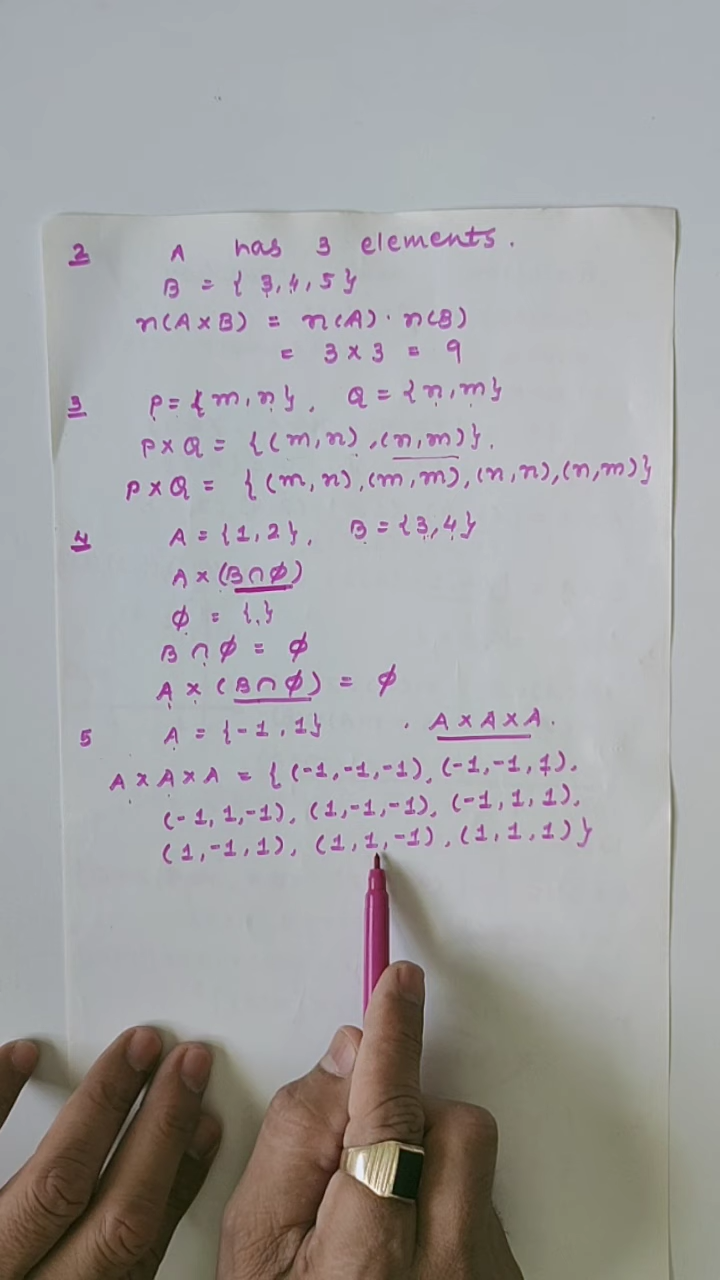 2 A has 3 elements.
B = {3,4,5}
n(A×B) = n(A)·n(B)
= 3×3 = 9
3 P={m,n}, Q={n,m}
P×Q = {(m,n),(n,m)}.
P×Q = {(m,n),(m,m),(n,n),(n,m)}
4 A={1,2}, B={3,4}
A×(B∩ϕ)
ϕ = {,}
B∩ϕ = ϕ
A×(B∩ϕ) = ϕ
5 A = {-1,1} . A×A×A.
A×A×A = {(-1,-1,-1),(-1,-1,1),
(-1,1,-1),(1,-1,-1),(-1,1,1),
(1,-1,1),(1,1,-1),(1,1,1)}